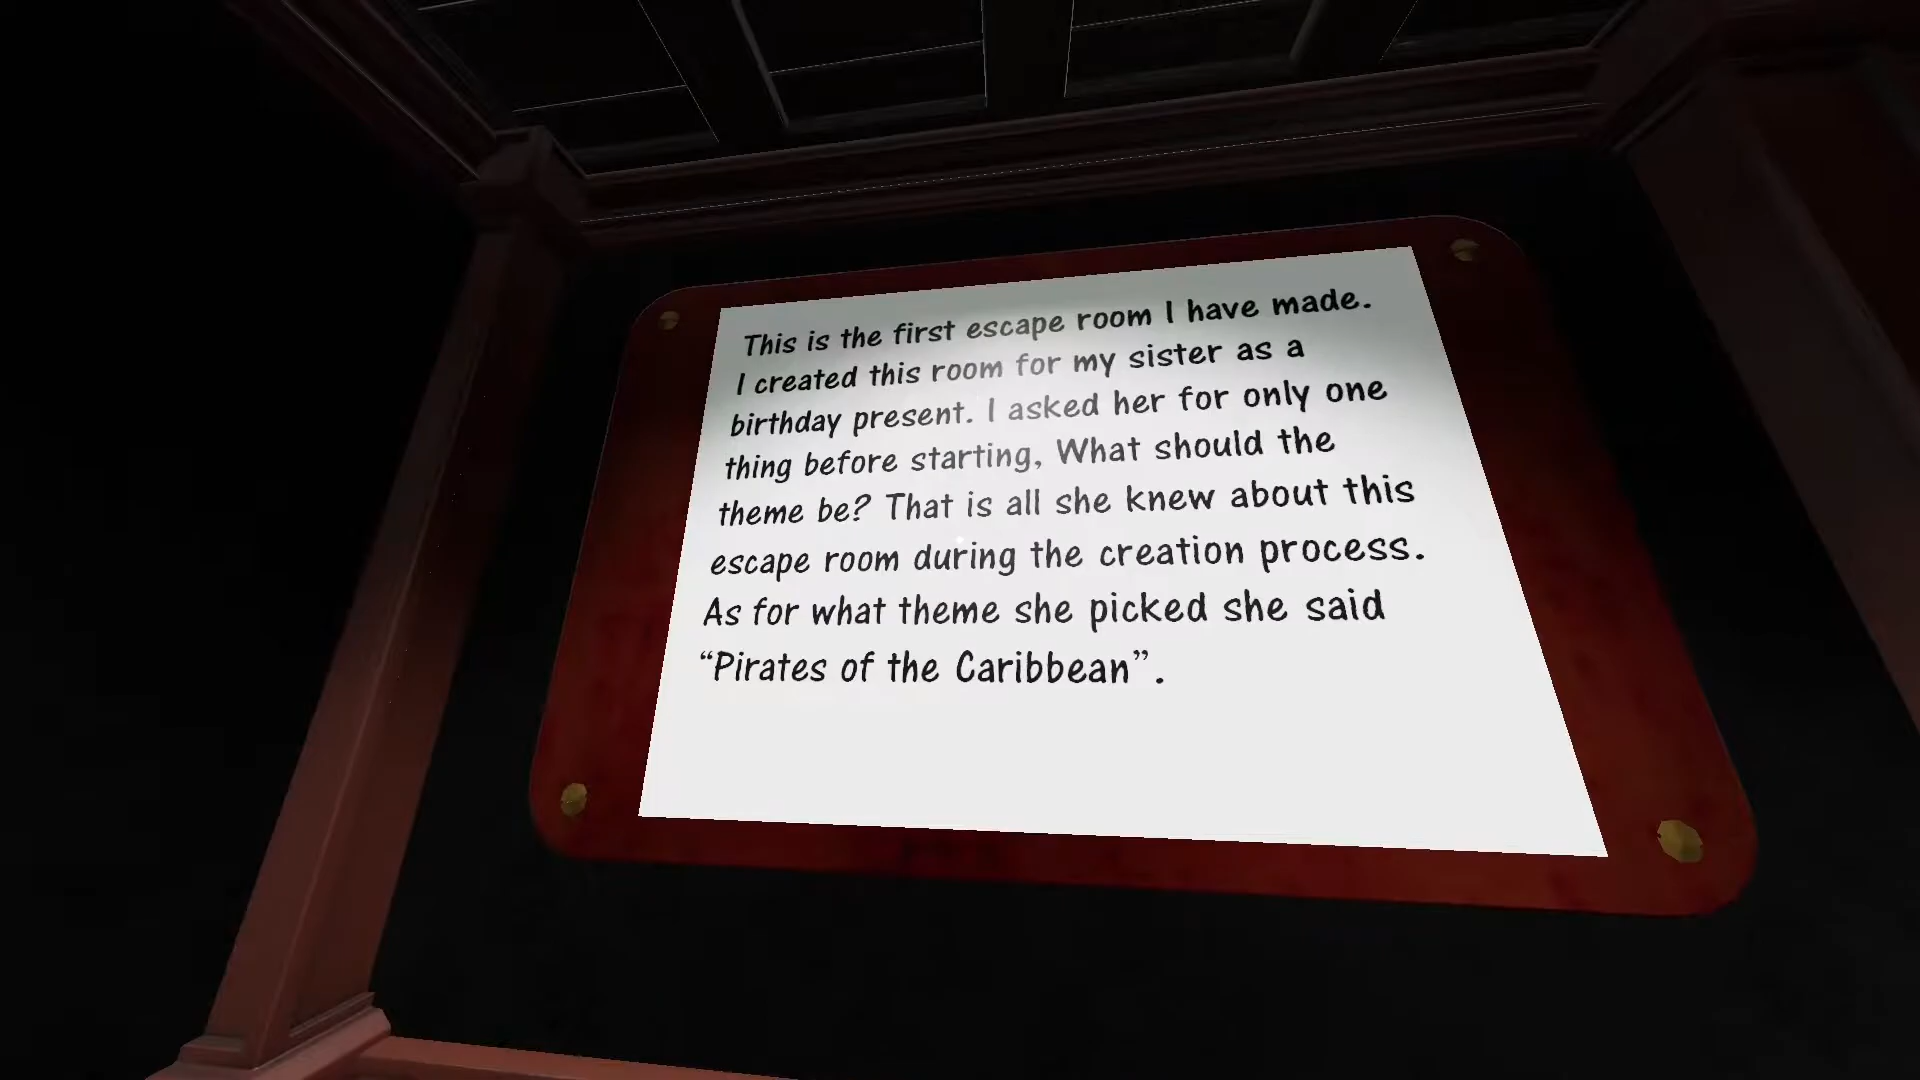 This is the first escape room I have made.
I created this room for my sister as a
birthday present. I asked her for only one
thing before starting, What should the
theme be? That is all she knew about this
escape room during the creation process.
As for what theme she picked she said
“Pirates of the Caribbean”.